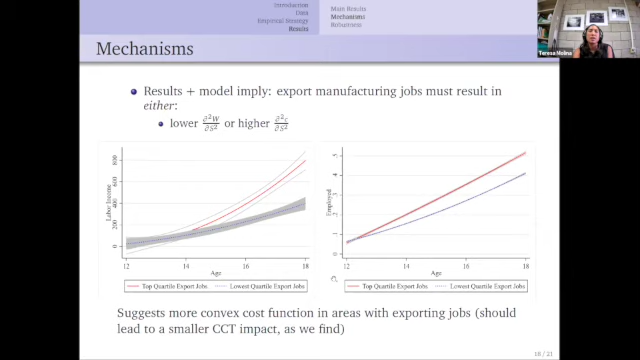 Introduction
Data
Empirical Strategy
Results
Main Results
Mechanisms
Robustness
Mechanisms
Results + model imply: export manufacturing jobs must result in
either:
lower ∂²W/∂S² or higher ∂²c/∂S²
Labor Income
0 200 400 600 800
12 14 16 18
Age
Top Quartile Export Jobs Lowest Quartile Export Jobs
Employed
0 .1 .2 .3 .4 .5
12 14 16 18
Age
Top Quartile Export Jobs Lowest Quartile Export Jobs
Suggests more convex cost function in areas with exporting jobs (should
lead to a smaller CCT impact, as we find)
18 / 21
Teresa Molina